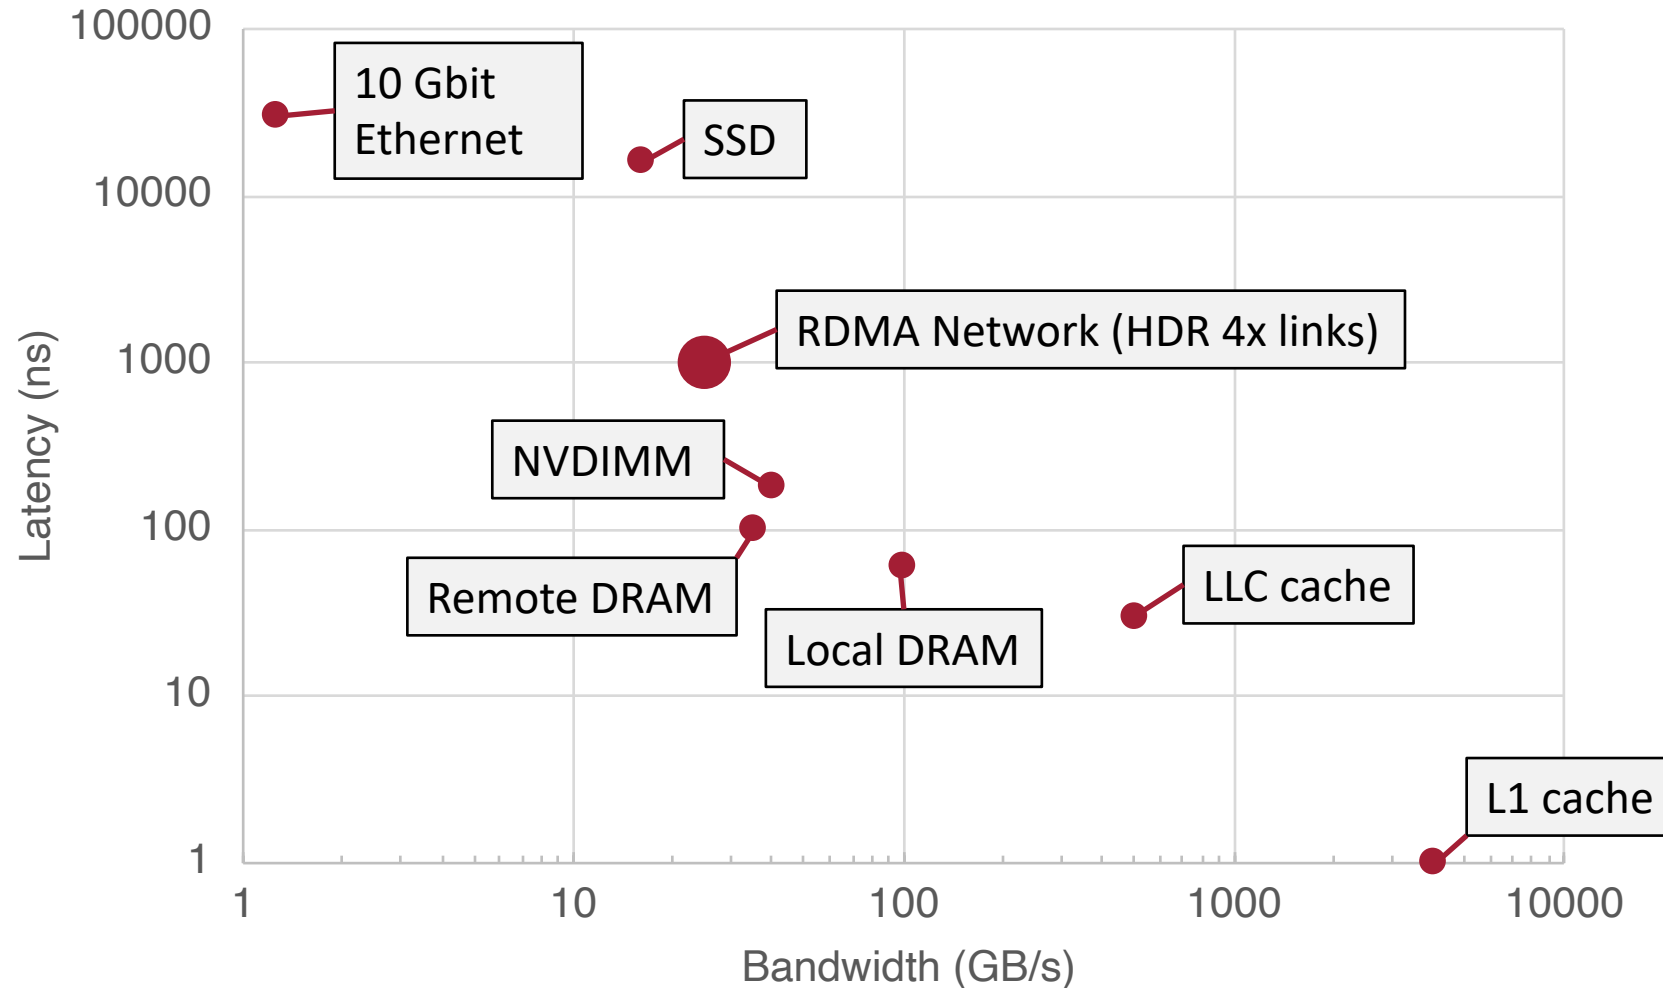 100000
10000
1000
100
10
1
Latency (ns)
10 Gbit
Ethernet
SSD
RDMA Network (HDR 4x links)
NVDIMM
Remote DRAM
Local DRAM
LLC cache
L1 cache
1
10
100
1000
10000
Bandwidth (GB/s)